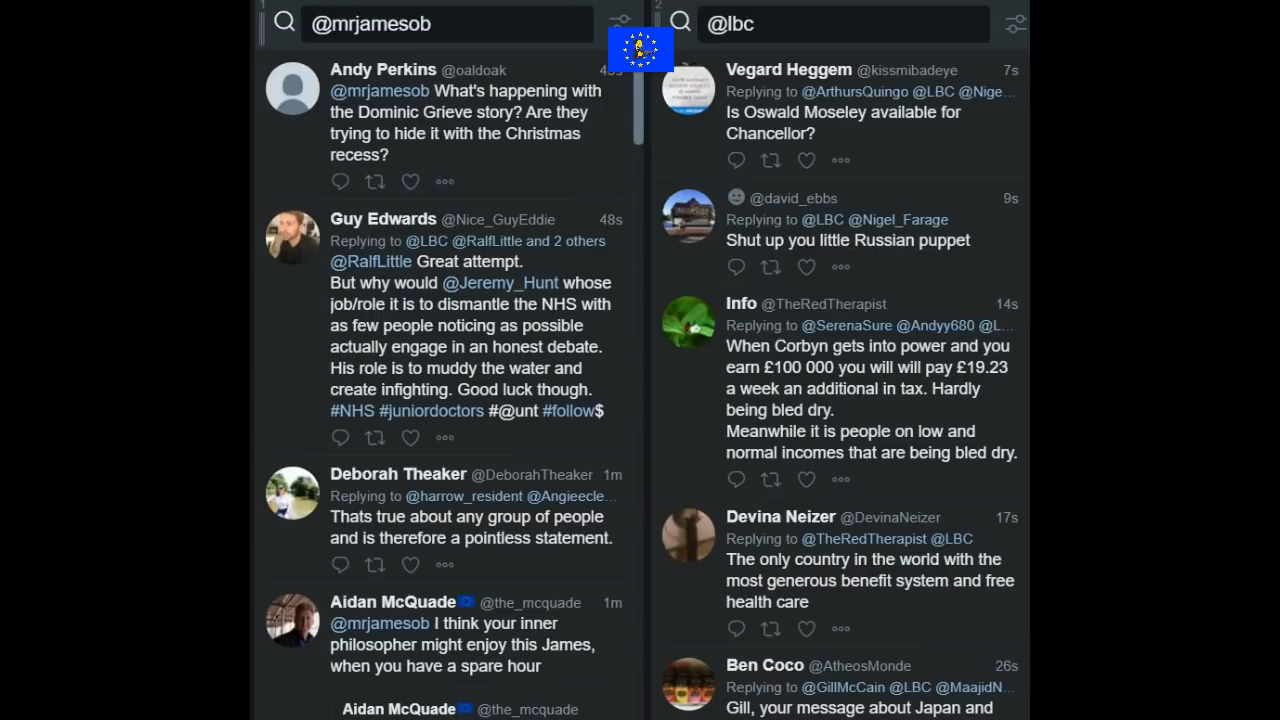 1
@mrjamesob
Andy Perkins @oaldoak
@mrjamesob What's happening with
the Dominic Grieve story? Are they
trying to hide it with the Christmas
recess?
Guy Edwards @Nice_GuyEddie 48s
Replying to @LBC @RalfLittle and 2 others
@RalfLittle Great attempt.
But why would @Jeremy_Hunt whose
job/role it is to dismantle the NHS with
as few people noticing as possible
actually engage in an honest debate.
His role is to muddy the water and
create infighting. Good luck though.
#NHS #juniordoctors #@unt #follow$
Deborah Theaker @DeborahTheaker 1m
Replying to @harrow_resident @Angieecle...
Thats true about any group of people
and is therefore a pointless statement.
Aidan McQuade @the_mcquade 1m
@mrjamesob I think your inner
philosopher might enjoy this James,
when you have a spare hour
Aidan McQuade @the_mcquade
2
@lbc
Vegard Heggem @kissmibadeye 7s
Replying to @ArthursQuingo @LBC @Nige...
Is Oswald Moseley available for
Chancellor?
@david_ebbs 9s
Replying to @LBC @Nigel_Farage
Shut up you little Russian puppet
Info @TheRedTherapist 14s
Replying to @SerenaSure @Andyy680 @L...
When Corbyn gets into power and you
earn £100 000 you will will pay £19.23
a week an additional in tax. Hardly
being bled dry.
Meanwhile it is people on low and
normal incomes that are being bled dry.
Devina Neizer @DevinaNeizer 17s
Replying to @TheRedTherapist @LBC
The only country in the world with the
most generous benefit system and free
health care
Ben Coco @AtheosMonde 26s
Replying to @GillMcCain @LBC @MaajidN...
Gill, your message about Japan and